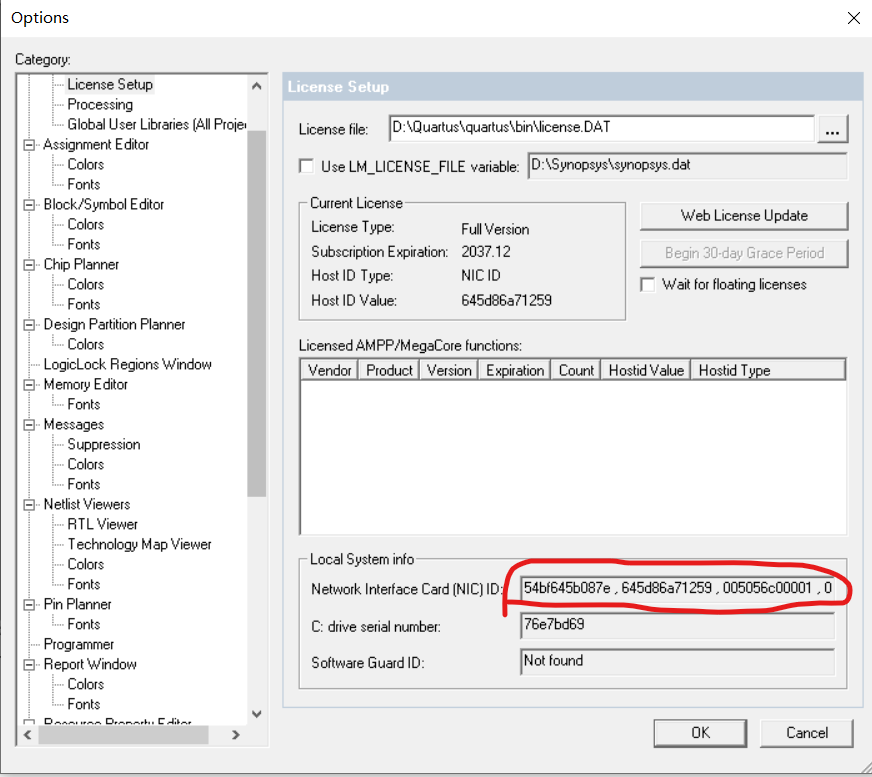 Options
Category:
License Setup
Processing
Global User Libraries (All Proje
Assignment Editor
Colors
Fonts
Block/Symbol Editor
Colors
Fonts
Chip Planner
Colors
Fonts
Design Partition Planner
Colors
LogicLock Regions Window
Memory Editor
Fonts
Messages
Suppression
Colors
Fonts
Netlist Viewers
RTL Viewer
Technology Map Viewer
Colors
Fonts
Pin Planner
Fonts
Programmer
Report Window
Colors
Fonts
Resource Property Editor
License Setup
License file: D:\Quartus\quartus\bin\license.DAT ...
Use LM_LICENSE_FILE variable: D:\Synopsys\synopsys.dat
Current License
License Type: Full Version
Subscription Expiration: 2037.12
Host ID Type: NIC ID
Host ID Value: 645d86a71259
Web License Update
Begin 30-day Grace Period
Wait for floating licenses
Licensed AMPP/MegaCore functions:
Vendor Product Version Expiration Count Hostid Value Hostid Type
Local System info
Network Interface Card (NIC) ID: 54bf645b087e , 645d86a71259 , 005056c00001 , 0
C: drive serial number: 76e7bd69
Software Guard ID: Not found
OK Cancel